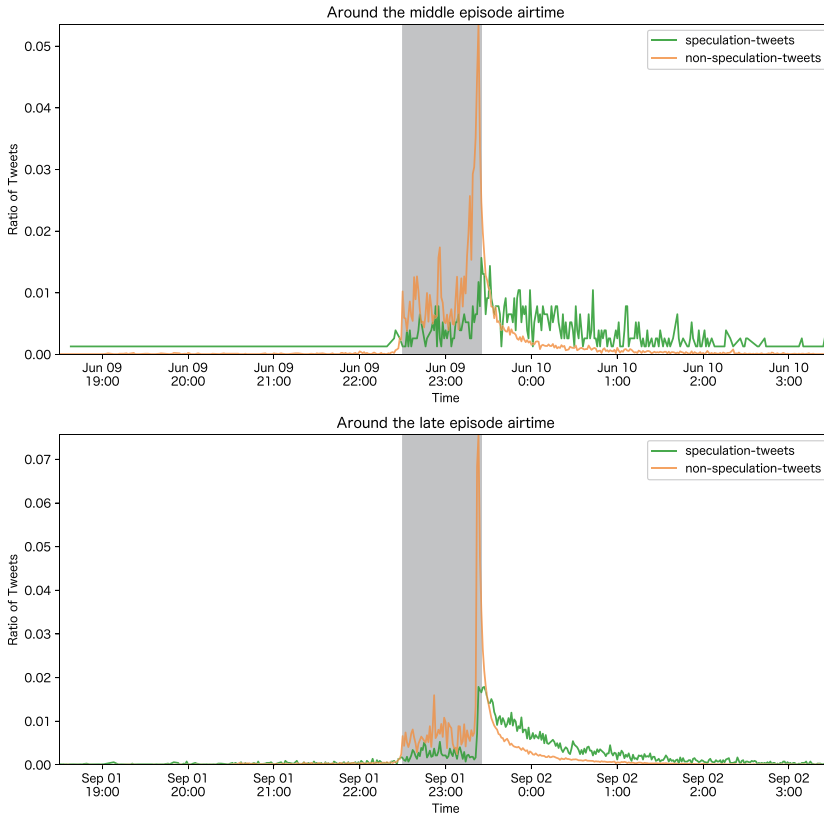 Around the middle episode airtime
speculation-tweets
non-speculation-tweets
Ratio of Tweets
0.05
0.04
0.03
0.02
0.01
0.00
Jun 09 Jun 09 Jun 09 Jun 09 Jun 09 Jun 10 Jun 10 Jun 10 Jun 10
19:00 20:00 21:00 22:00 23:00 0:00 1:00 2:00 3:00
Time
Around the late episode airtime
speculation-tweets
non-speculation-tweets
Ratio of Tweets
0.07
0.06
0.05
0.04
0.03
0.02
0.01
0.00
Sep 01 Sep 01 Sep 01 Sep 01 Sep 01 Sep 02 Sep 02 Sep 02 Sep 02
19:00 20:00 21:00 22:00 23:00 0:00 1:00 2:00 3:00
Time